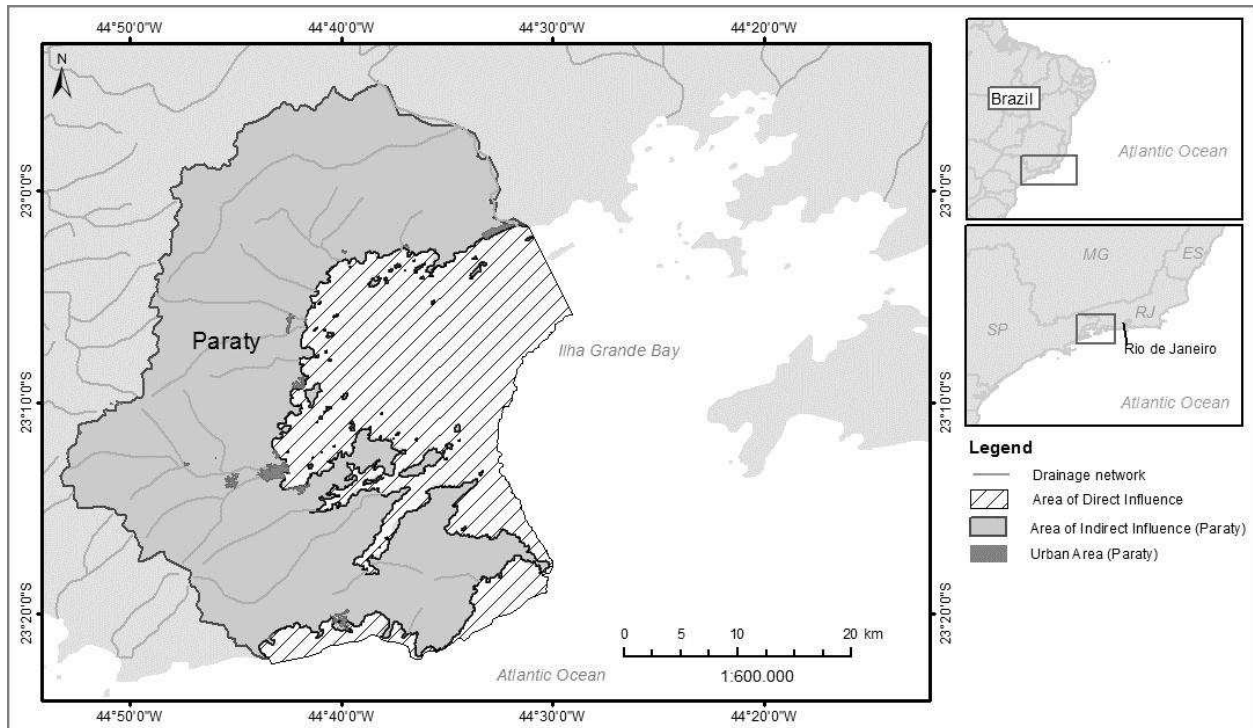 44°50'0"W
44°40'0"W
44°30'0"W
44°20'0"W
N
23°0'0"S
23°0'0"S
Paraty
Ilha Grande Bay
23°10'0"S
23°10'0"S
23°20'0"S
23°20'0"S
0 5 10 20 km
1:600.000
Atlantic Ocean
44°50'0"W
44°40'0"W
44°30'0"W
44°20'0"W
Brazil
Atlantic Ocean
MG
ES
SP
RJ
Rio de Janeiro
Atlantic Ocean
Legend
Drainage network
Area of Direct Influence
Area of Indirect Influence (Paraty)
Urban Area (Paraty)